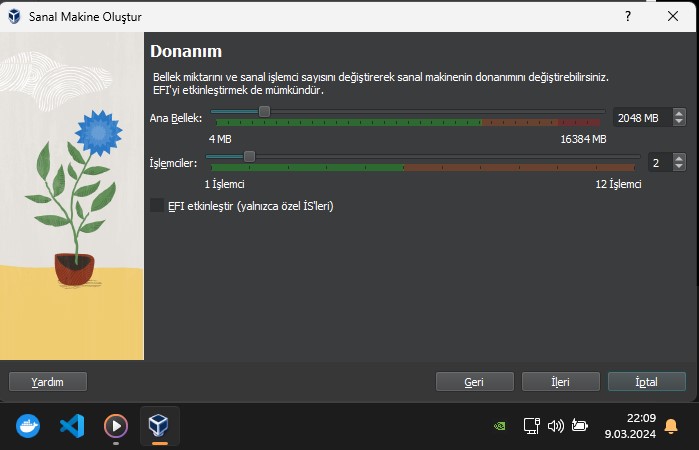 Sanal Makine Oluştur
?
Donanım
Bellek miktarını ve sanal işlemci sayısını değiştirerek sanal makinenin donanımını değiştirebilirsiniz.
EFI'yi etkinleştirmek de mümkündür.
Ana Bellek:
2048 MB
4 MB
16384 MB
İşlemciler:
2
1 İşlemci
12 İşlemci
EFI etkinleştir (yalnızca özel İS'leri)
Yardım
Geri
İleri
İptal
22:09
9.03.2024